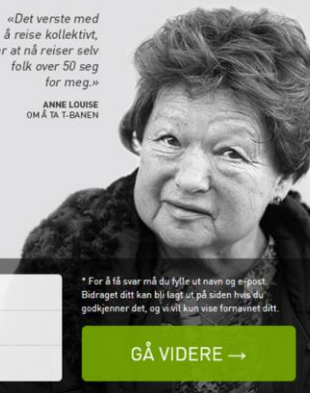 «Det verste med
å reise kollektivt,
er at nå reiser selv
folk over 50 seg
for meg.»
ANNE LOUISE
OM Å TA T-BANEN
* For å få svar må du fylle ut navn og e-post.
Bidraget ditt kan bli lagt ut på siden hvis du
godkjenner det, og vi vil kun vise fornavnet ditt.
GÅ VIDERE →